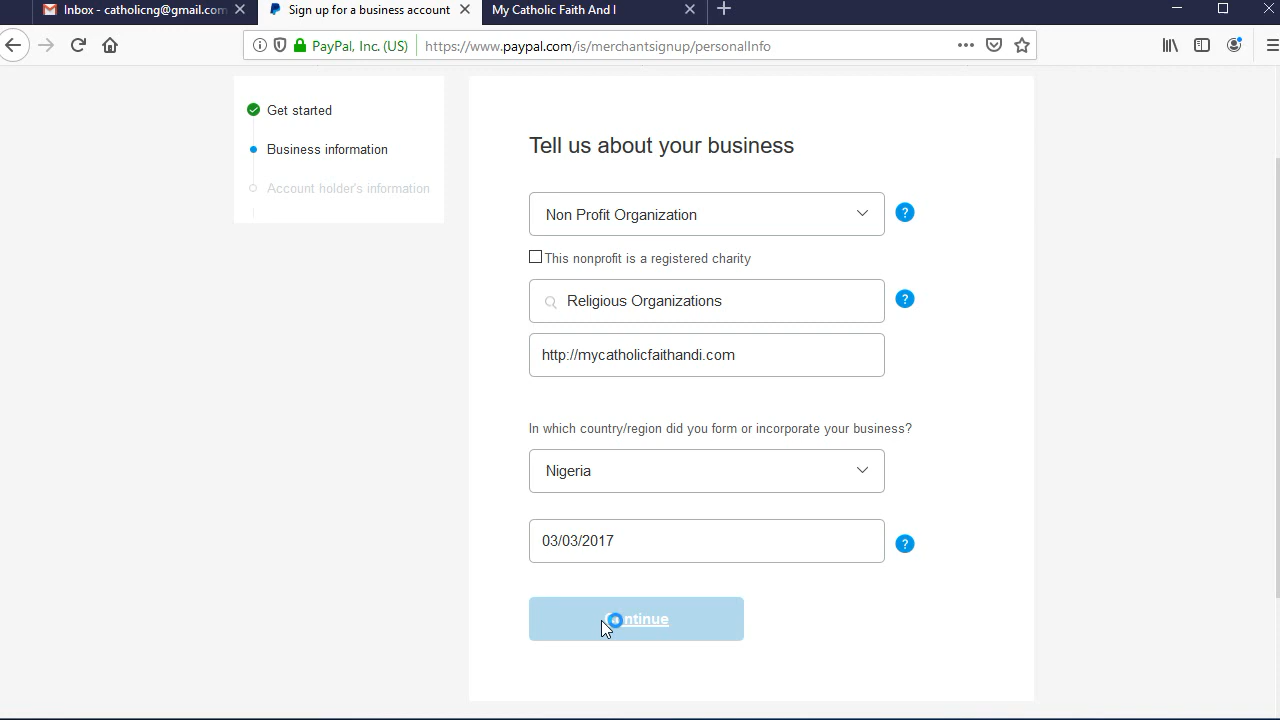 Inbox - catholicng@gmail.com
Sign up for a business account
My Catholic Faith And I
PayPal, Inc. (US)
https://www.paypal.com/is/merchantsignup/personalInfo
Get started
Business information
Account holder's information
Tell us about your business
Non Profit Organization
?
This nonprofit is a registered charity
Religious Organizations
?
http://mycatholicfaithandi.com
In which country/region did you form or incorporate your business?
Nigeria
03/03/2017
?
Continue